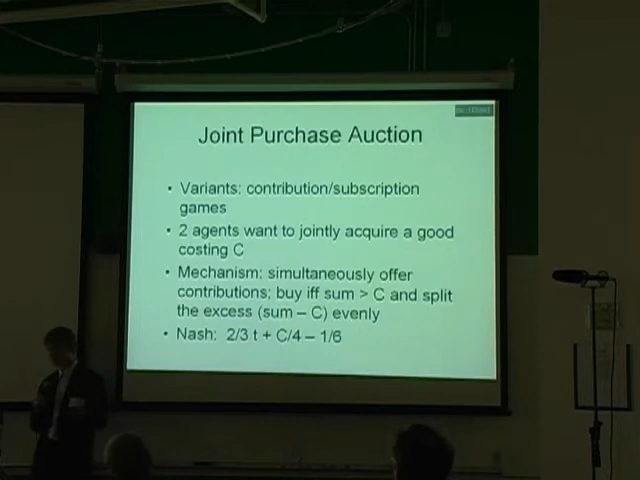 Joint Purchase Auction
• Variants: contribution/subscription
games
• 2 agents want to jointly acquire a good
costing C
• Mechanism: simultaneously offer
contributions; buy iff sum > C and split
the excess (sum – C) evenly
• Nash: 2/3 t + C/4 – 1/6